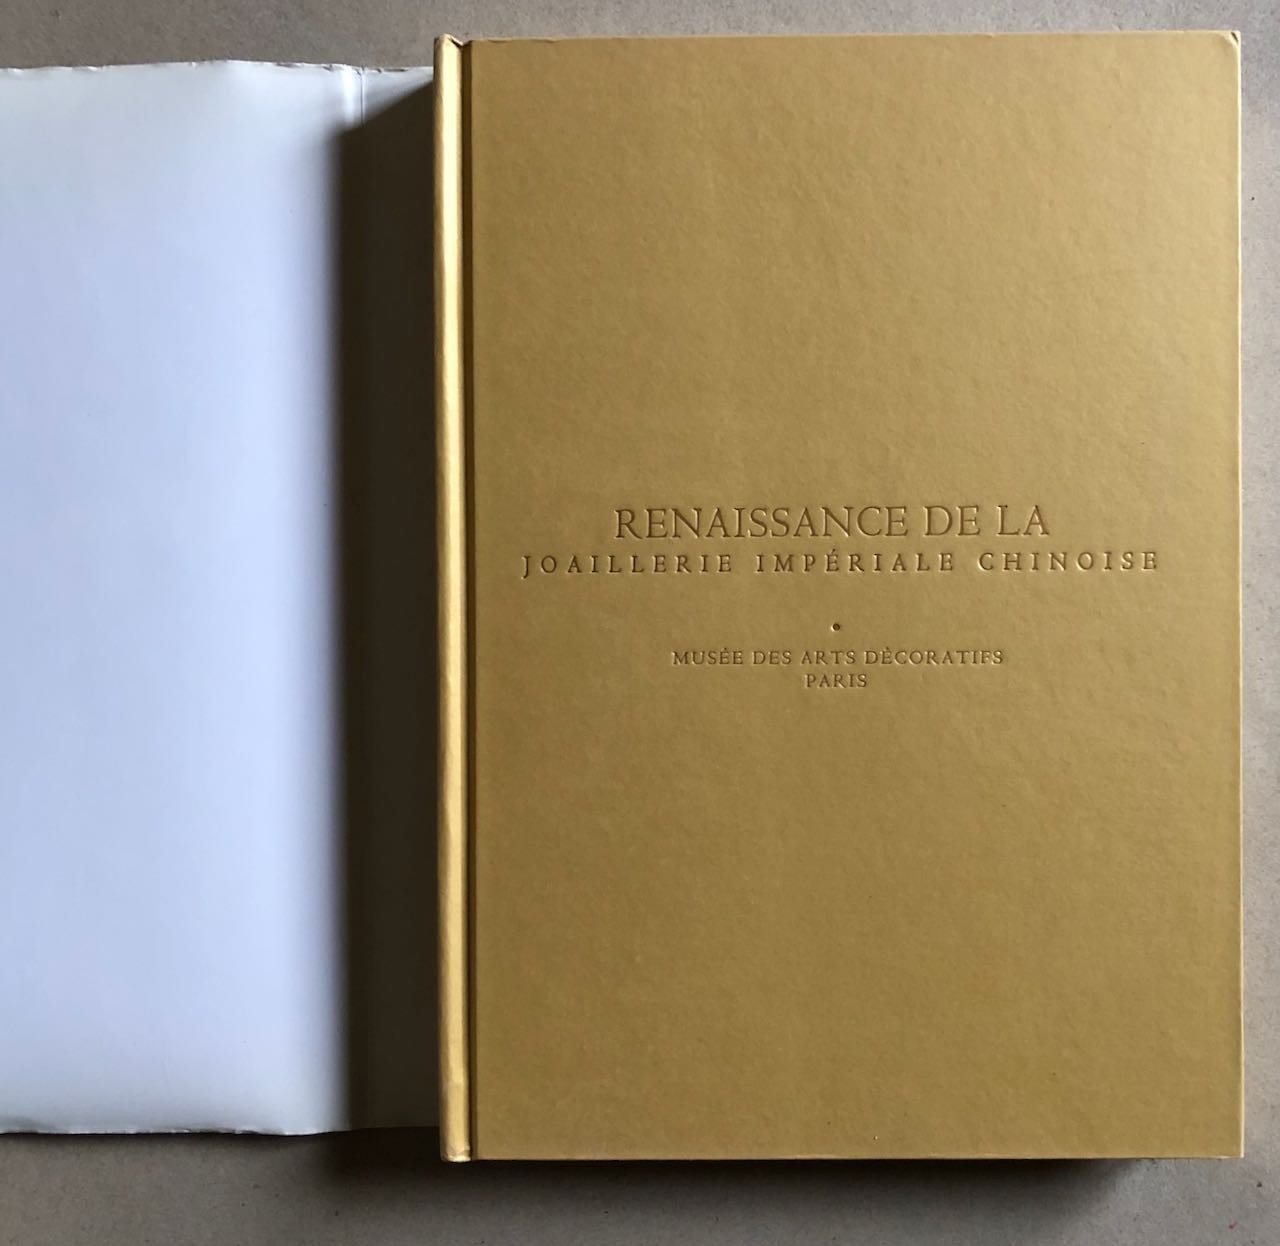 RENAISSANCE DE LA
JOAILLERIE IMPÉRIALE CHINOISE
MUSÉE DES ARTS DÉCORATIFS
PARIS